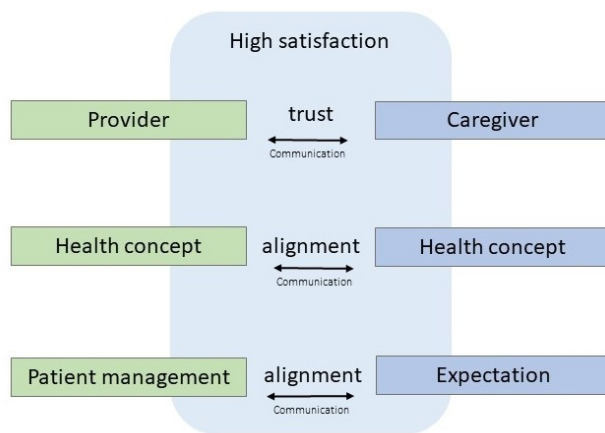 High satisfaction
Provider
trust
Communication
Caregiver
Health concept
alignment
Communication
Health concept
Patient management
alignment
Communication
Expectation